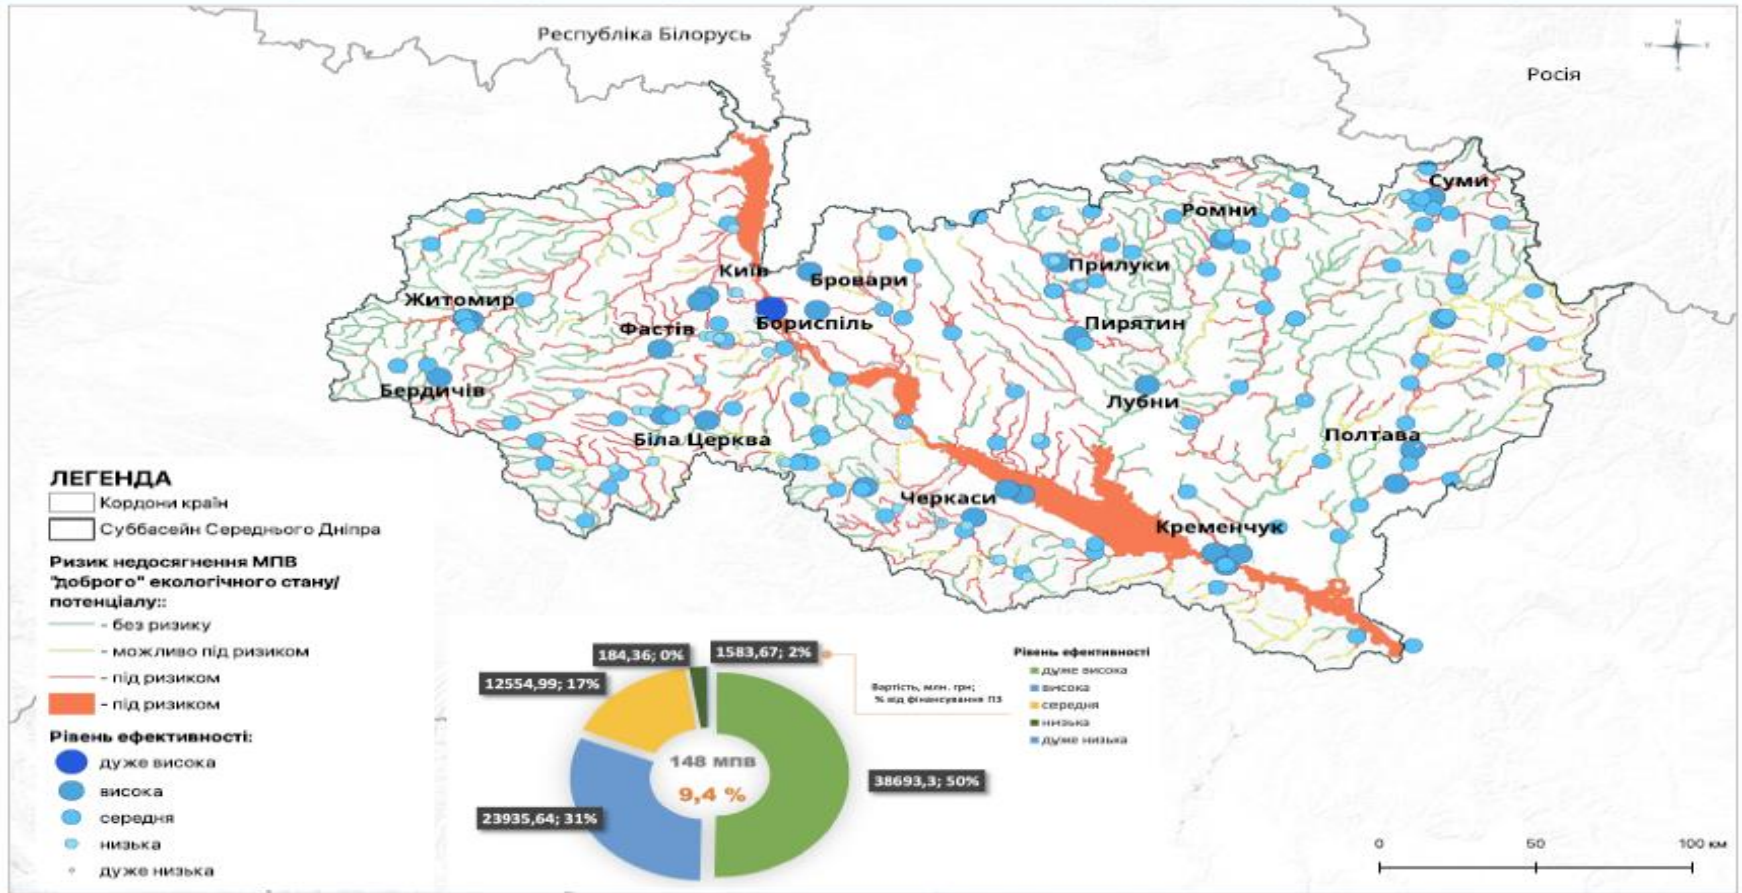 Республіка Білорусь
Росія
Суми
Ромни
Київ
Бровари
Прилуки
Житомир
Фастів
Бориспіль
Пирятин
Бердичів
Лубни
Біла Церква
Полтава
Черкаси
Кременчук
ЛЕГЕНДА
Кордони країн
Суббасейн Середнього Дніпра
Ризик недосягнення МПВ
"доброго" екологічного стану/
потенціалу::
- без ризику
- можливо під ризиком
- під ризиком
- під ризиком
Рівень ефективності:
дуже висока
висока
середня
низька
дуже низька
184,36; 0%
1583,67; 2%
12554,99; 17%
23935,64; 31%
38693,3; 50%
148 МПВ
9,4 %
Вартість, млн. грн;
% від фінансування ПЗ
Рівень ефективності
дуже висока
висока
середня
низька
дуже низька
0 50 100 км